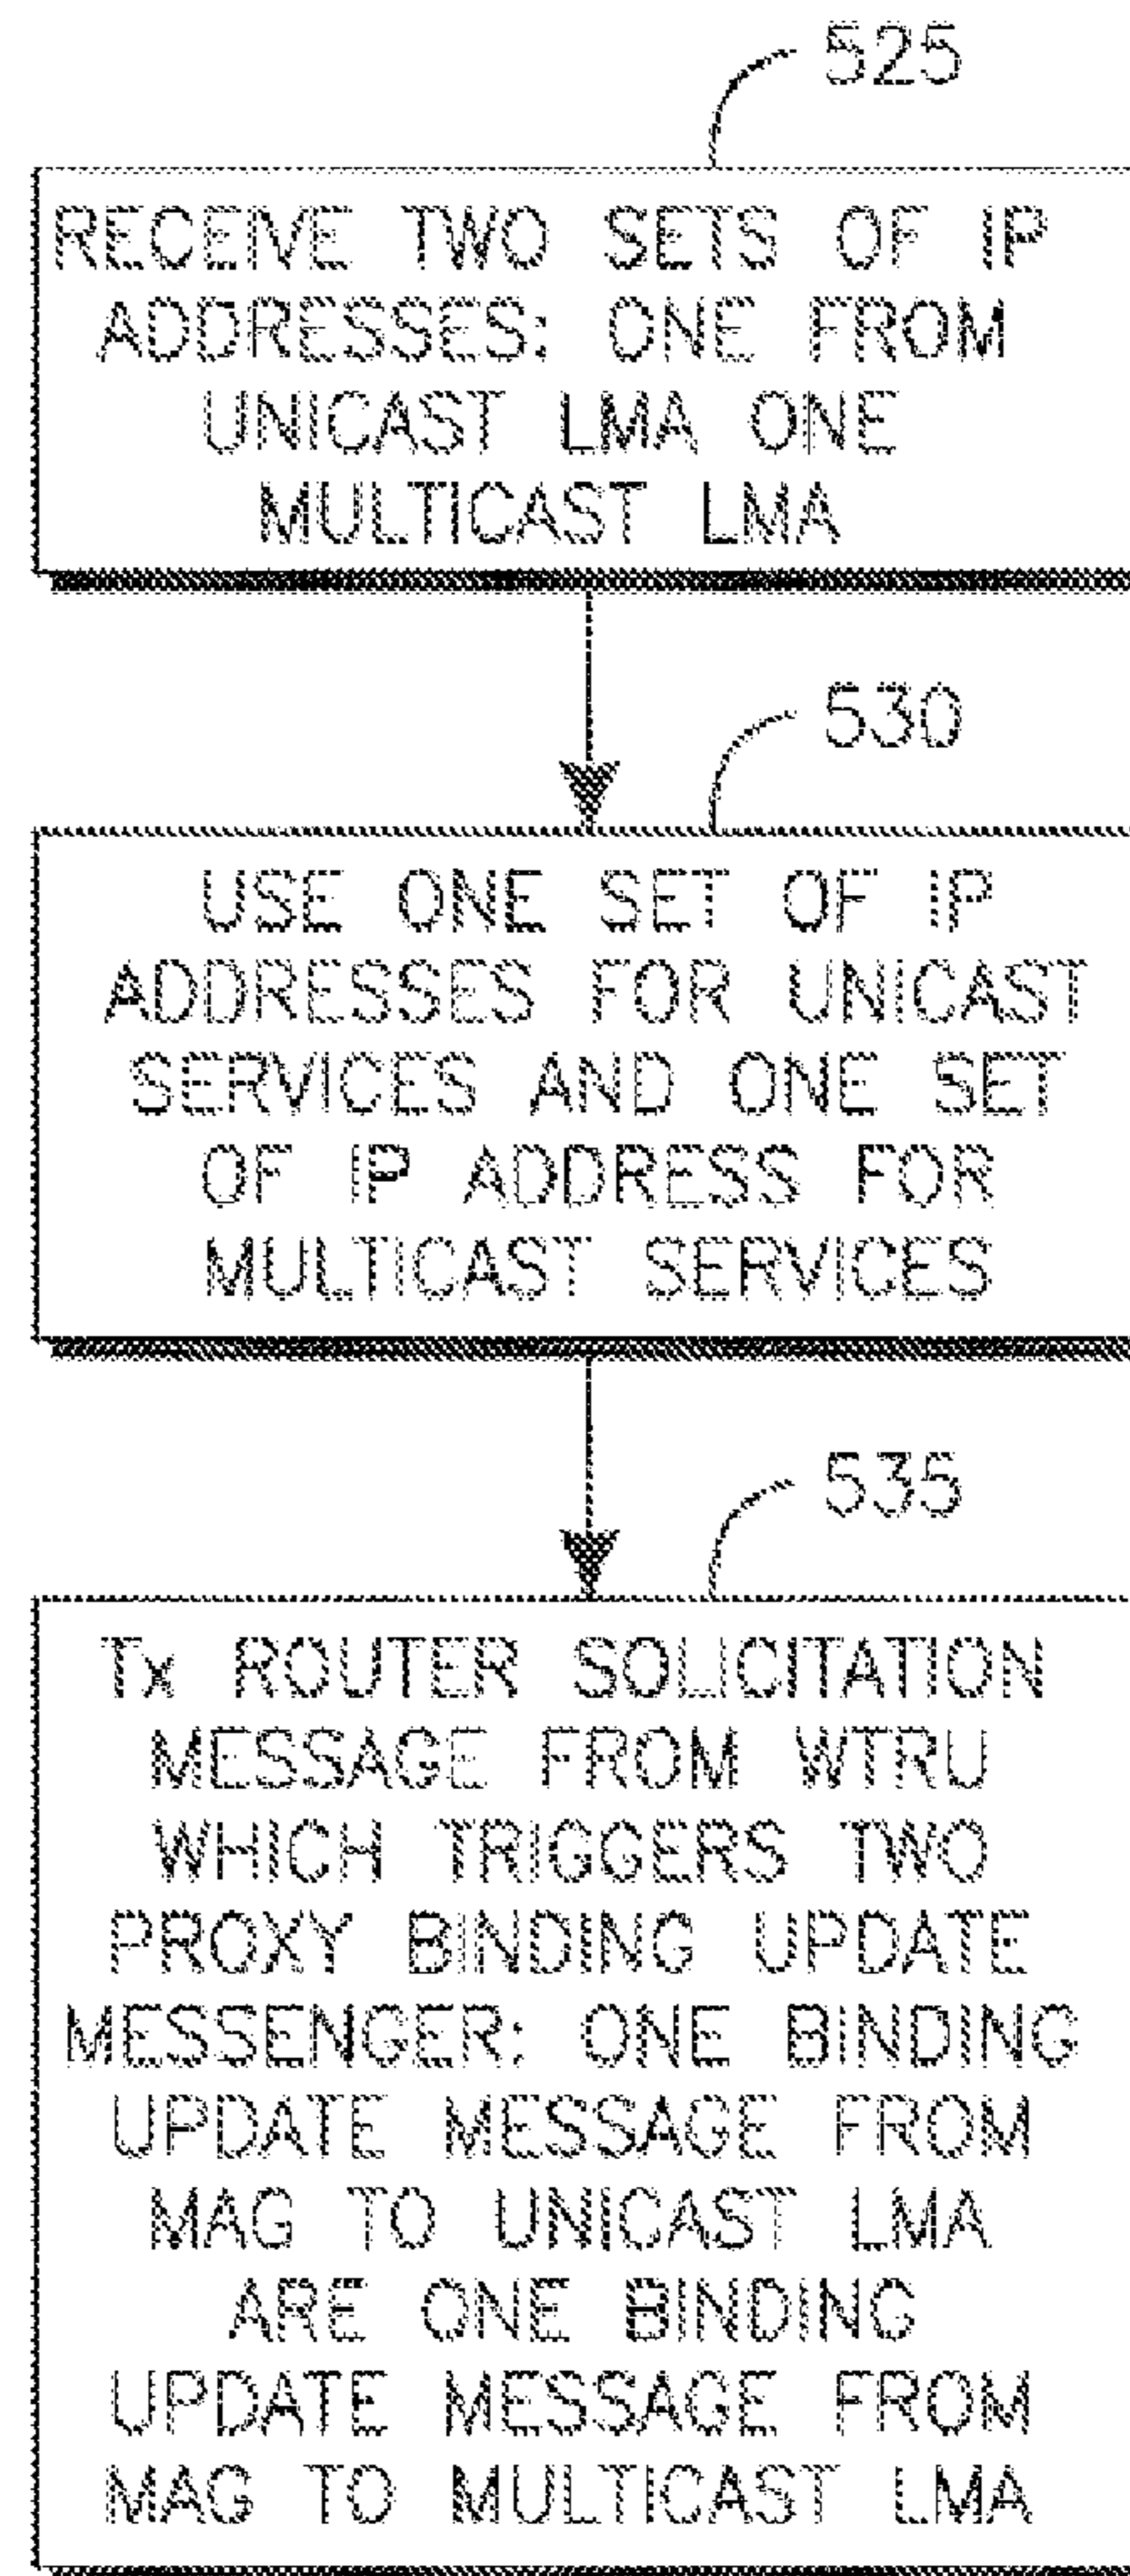 525
RECEIVE TWO SETS OF IP
ADDRESSES: ONE FROM
UNICAST LMA ONE
MULTICAST LMA
530
USE ONE SET OF IP
ADDRESSES FOR UNICAST
SERVICES AND ONE SET
OF IP ADDRESS FOR
MULTICAST SERVICES
535
Tx ROUTER SOLICITATION
MESSAGE FROM WTRU
WHICH TRIGGERS TWO
PROXY BINDING UPDATE
MESSENGER: ONE BINDING
UPDATE MESSAGE FROM
MAG TO UNICAST LMA
ARE ONE BINDING
UPDATE MESSAGE FROM
MAG TO MULTICAST LMA